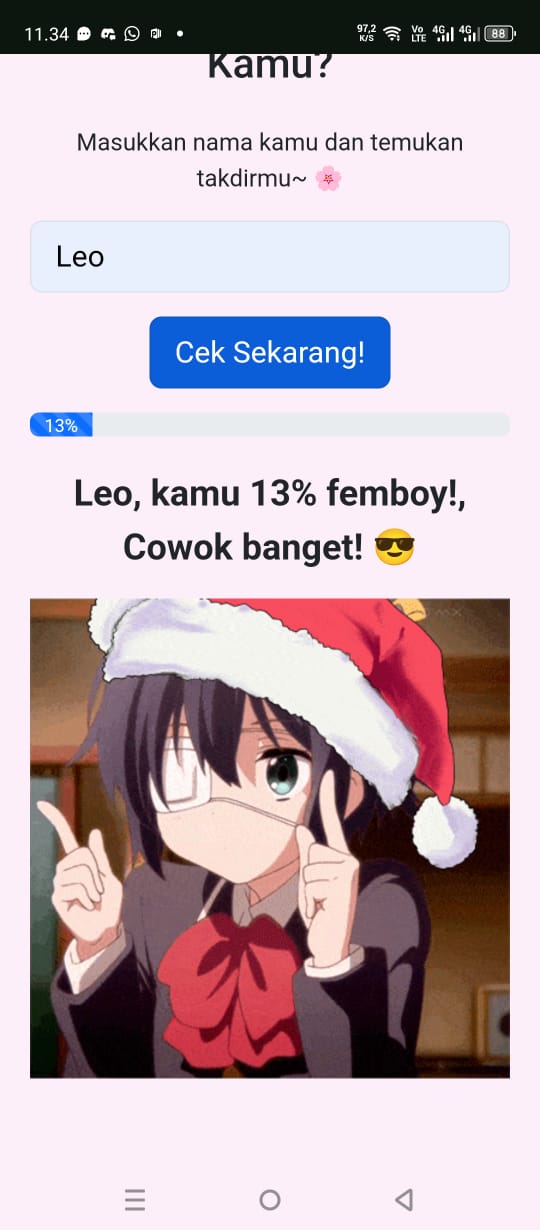 11.34
97,2
K/S
Vo
LTE
4G
4G
88
Kamu?
Masukkan nama kamu dan temukan
takdirmu~ 🌸
Leo
Cek Sekarang!
13%
Leo, kamu 13% femboy!,
Cowok banget! 😎